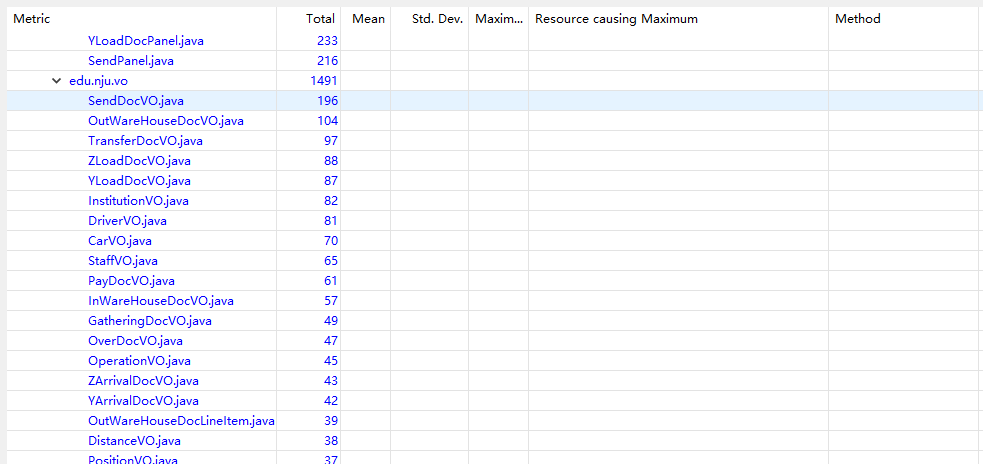 Metric Total Mean Std. Dev. Maxim... Resource causing Maximum Method
YLoadDocPanel.java 233
SendPanel.java 216
edu.nju.vo 1491
SendDocVO.java 196
OutWareHouseDocVO.java 104
TransferDocVO.java 97
ZLoadDocVO.java 88
YLoadDocVO.java 87
InstitutionVO.java 82
DriverVO.java 81
CarVO.java 70
StaffVO.java 65
PayDocVO.java 61
InWareHouseDocVO.java 57
GatheringDocVO.java 49
OverDocVO.java 47
OperationVO.java 45
ZArrivalDocVO.java 43
YArrivalDocVO.java 42
OutWareHouseDocLineItem.java 39
DistanceVO.java 38
PositionVO.java 37